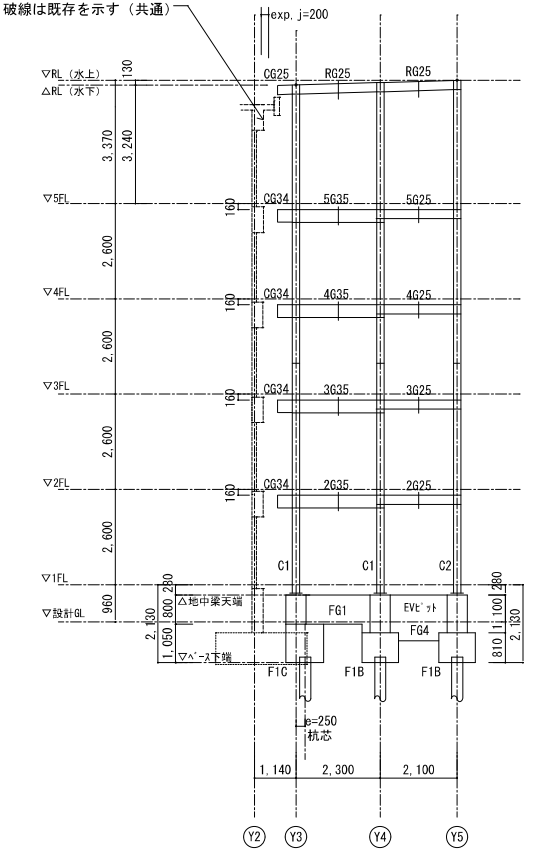 破線は既存を示す（共通）
exp.j=200
▽RL（水上）
△RL（水下）
130
CG25 RG25 RG25
3,370
3,240
▽5FL
160
CG34 5G35 5G25
2,600
▽4FL
160
CG34 4G35 4G25
2,600
▽3FL
160
CG34 3G35 3G25
2,600
▽2FL
160
CG34 2G35 2G25
2,600
C1 C1 C2
▽1FL
280
△地中梁天端
960
▽設計GL
2,130
800
1,050
▽ﾍﾞｰｽ下端
FG1
EVﾋﾟｯﾄ
FG4
280
1,100
810
2,130
F1C F1B F1B
e=250
杭芯
1,140 2,300 2,100
Y2 Y3 Y4 Y5